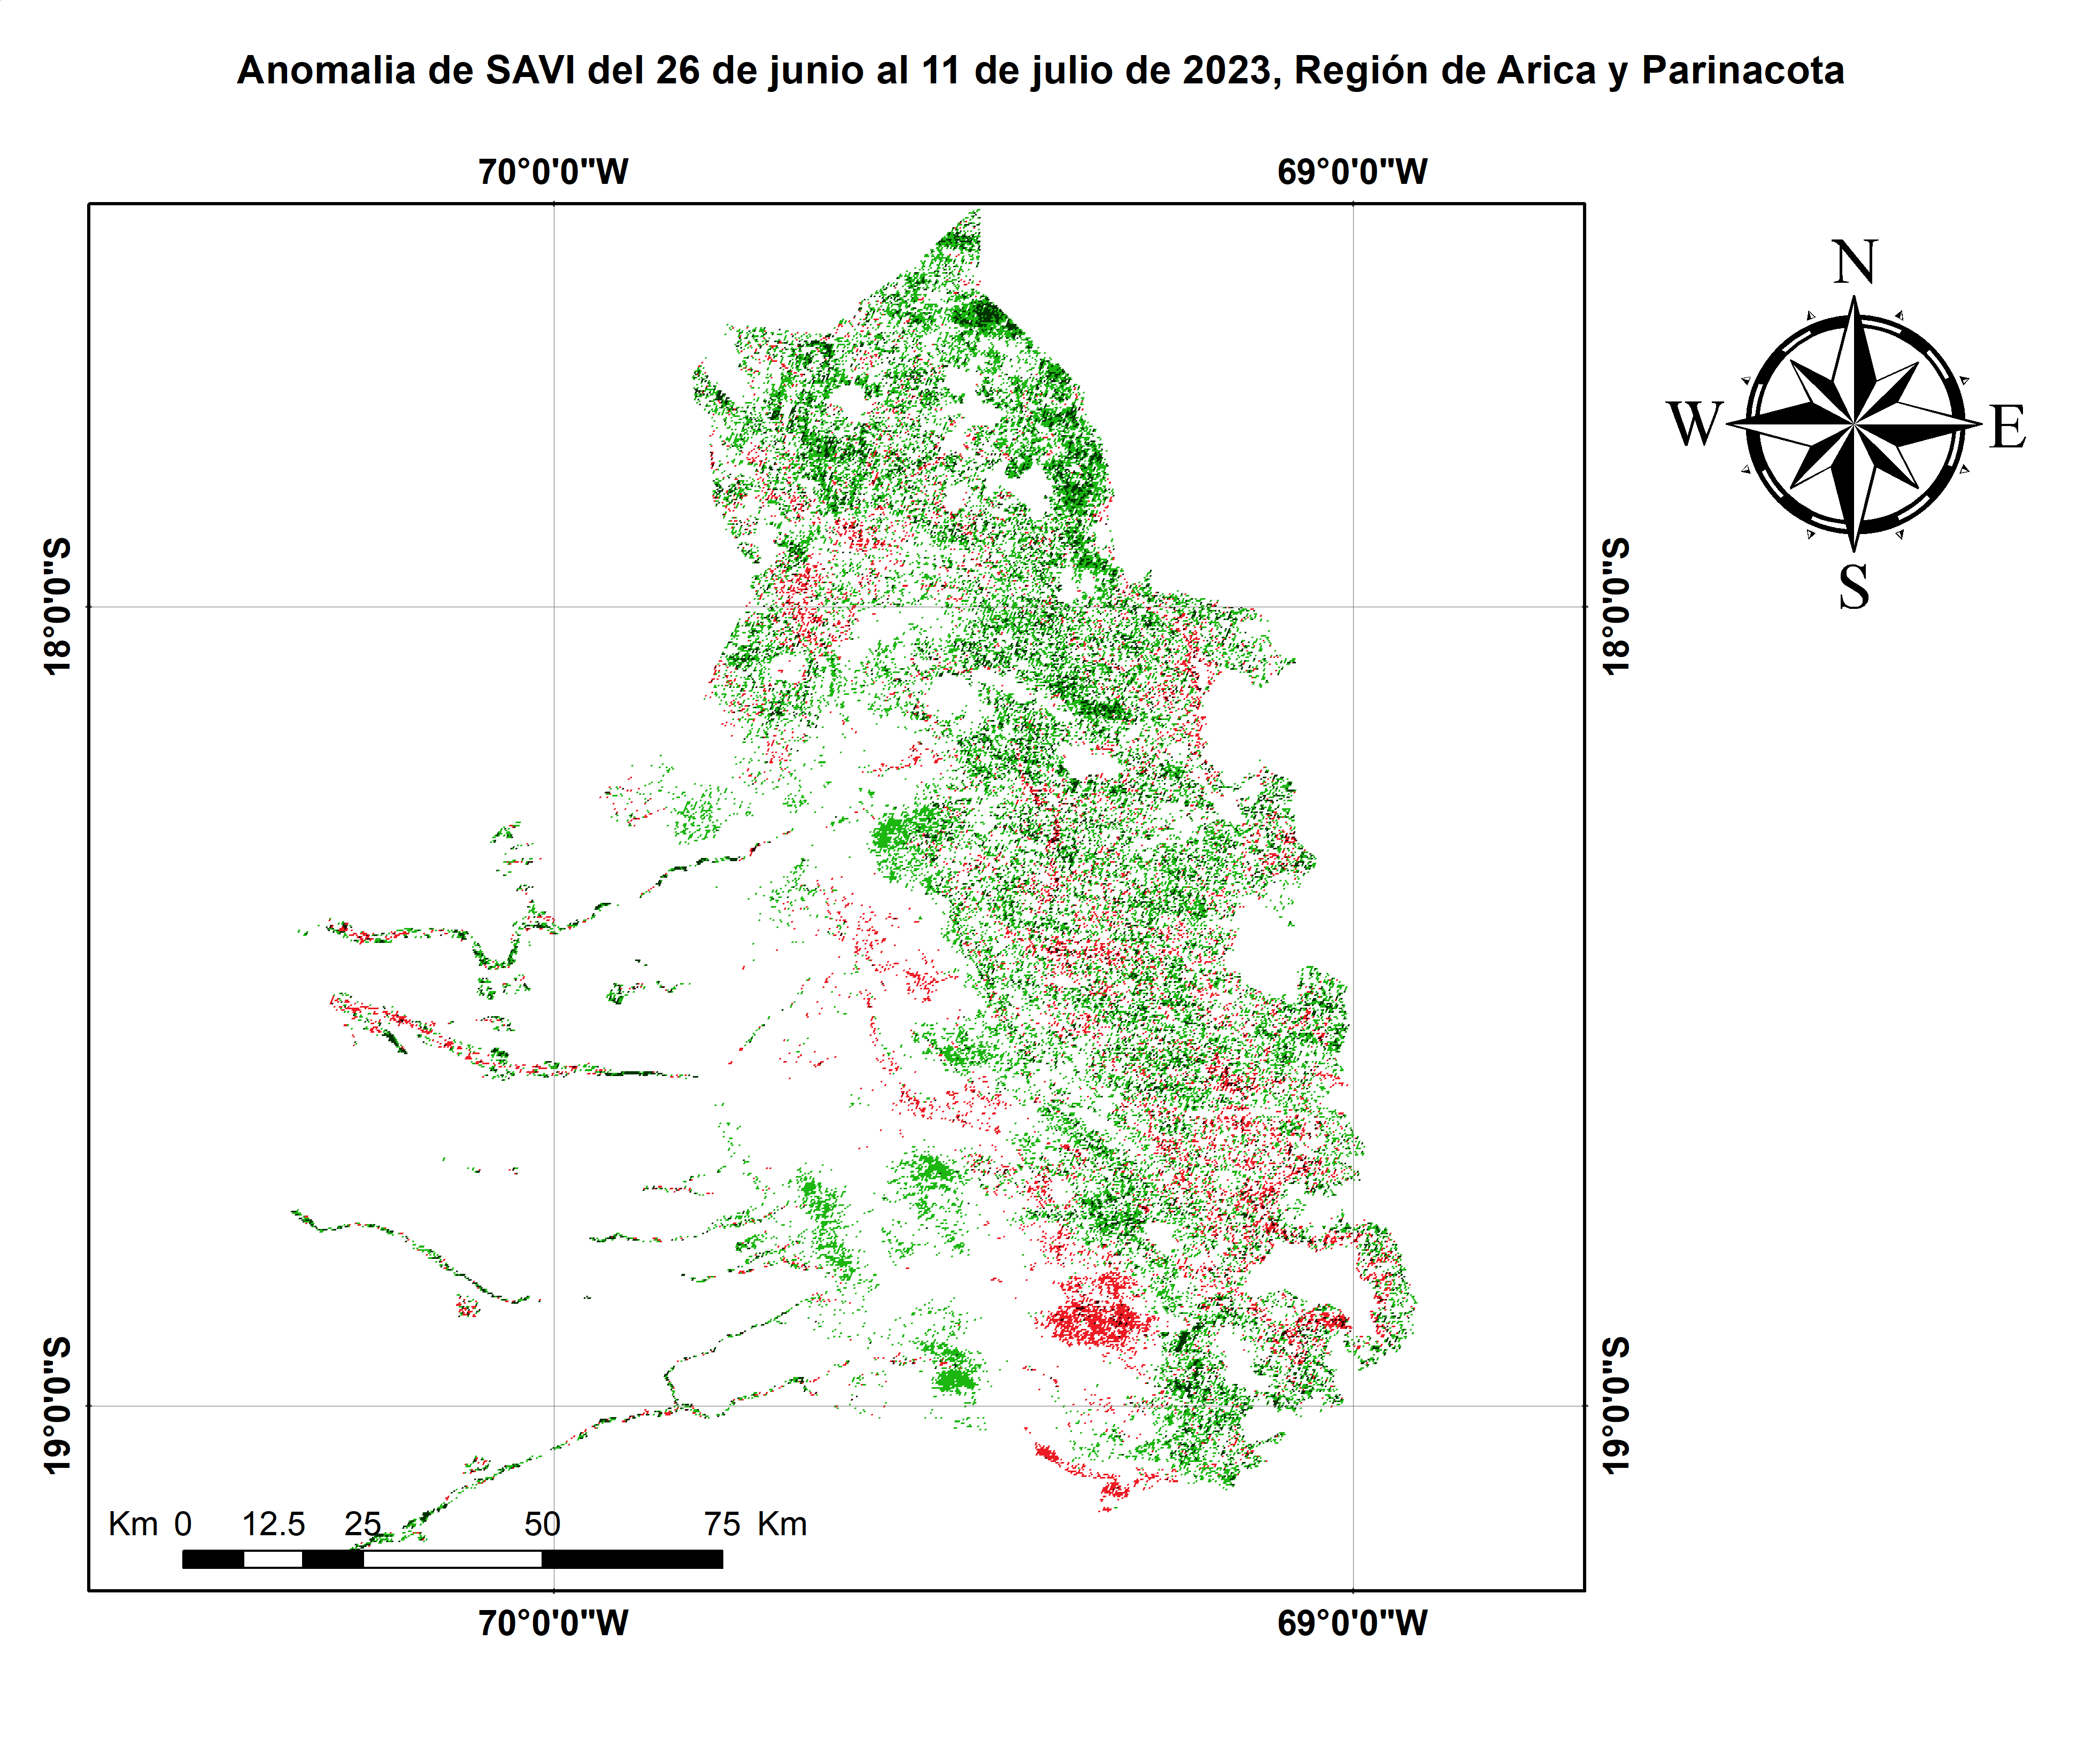 Anomalia de SAVI del 26 de junio al 11 de julio de 2023, Región de Arica y Parinacota
70°0'0"W 69°0'0"W
N
W E
S
18°0'0"S 18°0'0"S
19°0'0"S 19°0'0"S
Km 0 12.5 25 50 75 Km
70°0'0"W 69°0'0"W